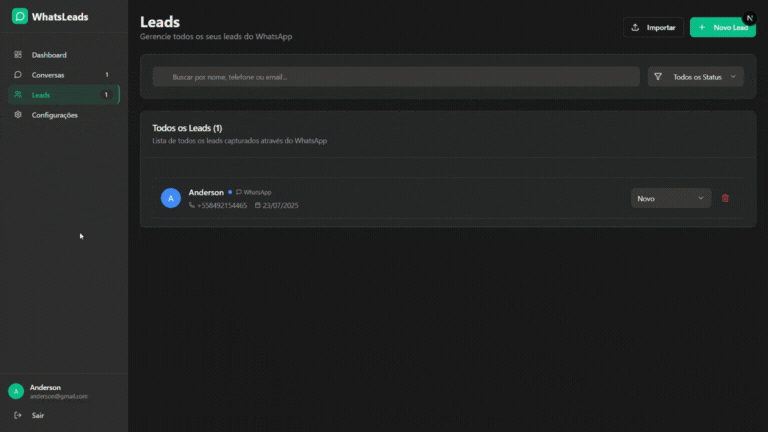 WhatsLeads
Dashboard
Conversas 1
Leads 1
Configurações
Anderson
anderson@gmail.com
A
Sair
Leads
Gerencie todos os seus leads do WhatsApp
Importar
+ Novo Lead
N
Buscar por nome, telefone ou email...
Todos os Status
Todos os Leads (1)
Lista de todos os leads capturados através do WhatsApp
A
Anderson WhatsApp
+558492154465 23/07/2025
Novo